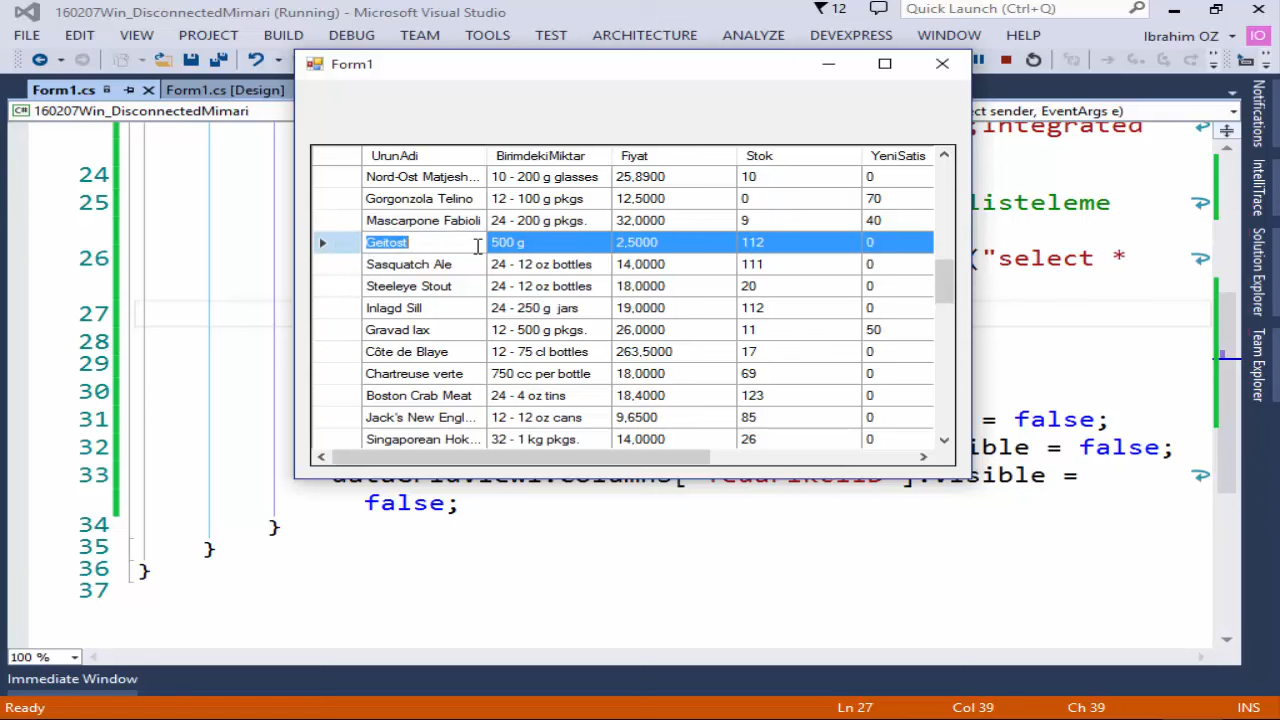 160207Win_DisconnectedMimari (Running) - Microsoft Visual Studio
12
Quick Launch (Ctrl+Q)
FILE EDIT VIEW PROJECT BUILD DEBUG TEAM TOOLS TEST ARCHITECTURE ANALYZE DEVEXPRESS WINDOW HELP
Ibrahim OZ
IO
Form1
Form1.cs
Form1.cs [Design]
160207Win_DisconnectedMimari
ct sender, EventArgs e)
UrunAdi BirimdekiMiktar Fiyat Stok YeniSatis
Nord-Ost Matjesh... 10 - 200 g glasses 25,8900 10 0
Gorgonzola Telino 12 - 100 g pkgs 12,5000 0 70
Mascarpone Fabioli 24 - 200 g pkgs. 32,0000 9 40
Geitost 500 g 2,5000 112 0
Sasquatch Ale 24 - 12 oz bottles 14,0000 111 0
Steeleye Stout 24 - 12 oz bottles 18,0000 20 0
Inlagd Sill 24 - 250 g jars 19,0000 112 0
Gravad lax 12 - 500 g pkgs. 26,0000 11 50
Côte de Blaye 12 - 75 cl bottles 263,5000 17 0
Chartreuse verte 750 cc per bottle 18,0000 69 0
Boston Crab Meat 24 - 4 oz tins 18,4000 123 0
Jack's New Engl... 12 - 12 oz cans 9,6500 85 0
Singaporean Hok... 32 - 1 kg pkgs. 14,0000 26 0
Integrated
24
25 listeleme
26 ("select *
27
28
29
30
31 = false;
32 ible = false;
33 .Visible =
false;
34 }
35 }
36 }
37
Notifications
IntelliTrace
Solution Explorer
Team Explorer
100 %
Immediate Window
Ready Ln 27 Col 39 Ch 39 INS